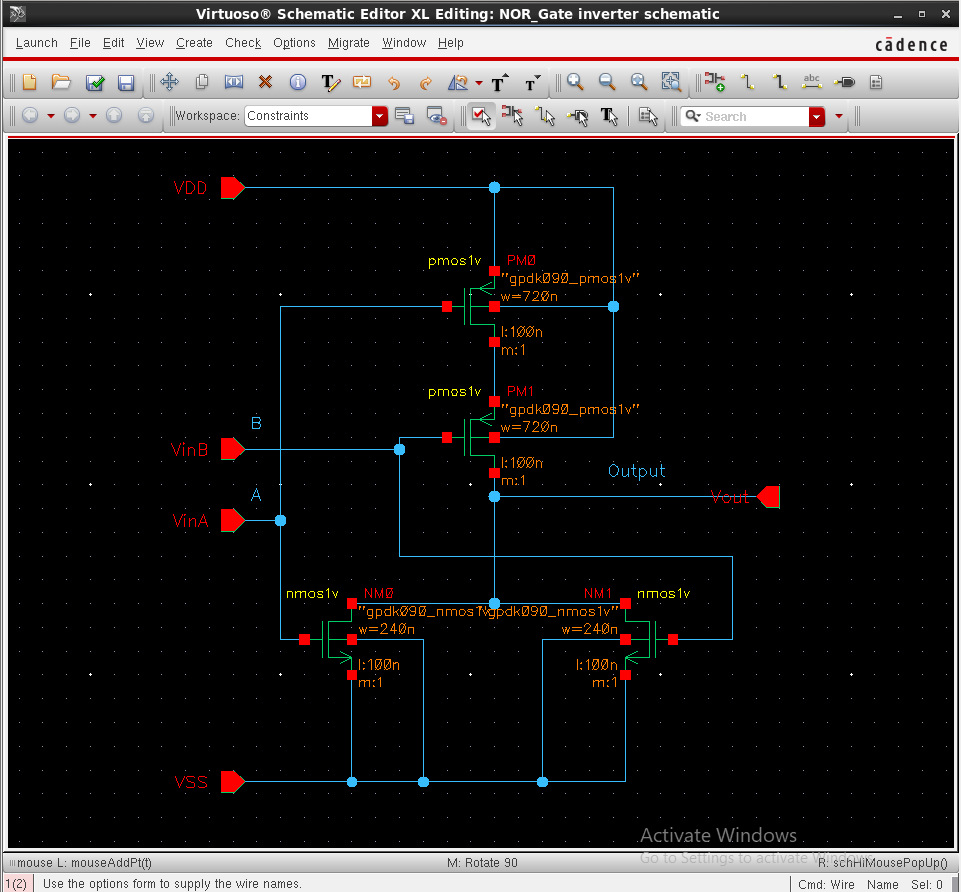 Virtuoso® Schematic Editor XL Editing: NOR_Gate inverter schematic
Launch File Edit View Create Check Options Migrate Window Help
cādence
T T T
abc
Workspace: Constraints
T
Search
VDD
pmos1v PM0
"gpdk090_pmos1v"
w=720n
l:100n
m:1
pmos1v PM1
"gpdk090_pmos1v"
w=720n
B
VinB
l:100n
m:1
Output
A
Vout
VinA
nmos1v NM0 NM1 nmos1v
"gpdk090_nmos1v" "gpdk090_nmos1v"
w=240n w=240n
l:100n l:100n
m:1 m:1
VSS
Activate Windows
Go to Settings to activate Windows.
mouse L: mouseAddPt(t) M: Rotate 90 R: schHiMousePopUp()
1(2) Use the options form to supply the wire names. Cmd: Wire Name Sel: 0